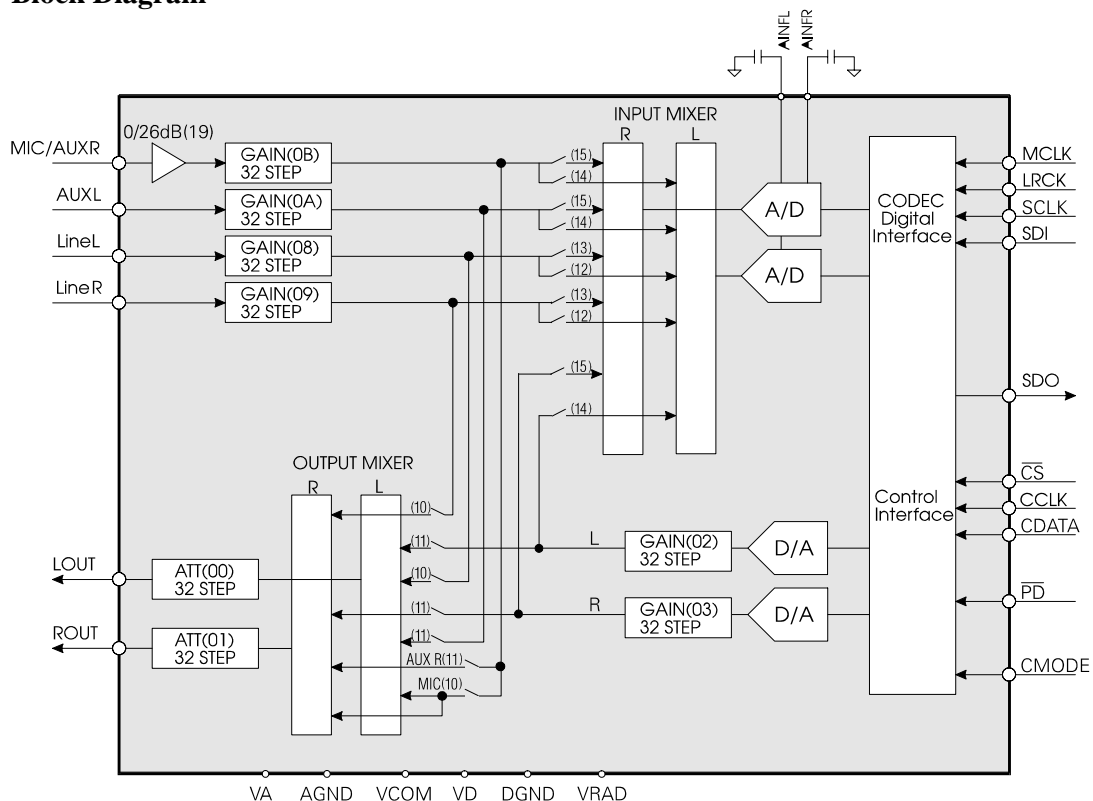 Block Diagram
AINFL
AINFR
INPUT MIXER
R L
0/26dB(19)
MIC/AUXR
GAIN(0B)
32 STEP
(15)
(14)
AUXL
GAIN(0A)
32 STEP
(15)
(14)
LineL
GAIN(08)
32 STEP
(13)
(12)
LineR
GAIN(09)
32 STEP
(13)
(12)
(15)
(14)
A/D
A/D
CODEC
Digital
Interface
MCLK
LRCK
SCLK
SDI
SDO
Control
Interface
CS
CCLK
CDATA
PD
CMODE
OUTPUT MIXER
R L
(10)
(11)
(10)
(11)
(11)
AUX R(11)
MIC(10)
L
GAIN(02)
32 STEP
D/A
R
GAIN(03)
32 STEP
D/A
LOUT
ATT(00)
32 STEP
ROUT
ATT(01)
32 STEP
VA AGND VCOM VD DGND VRAD